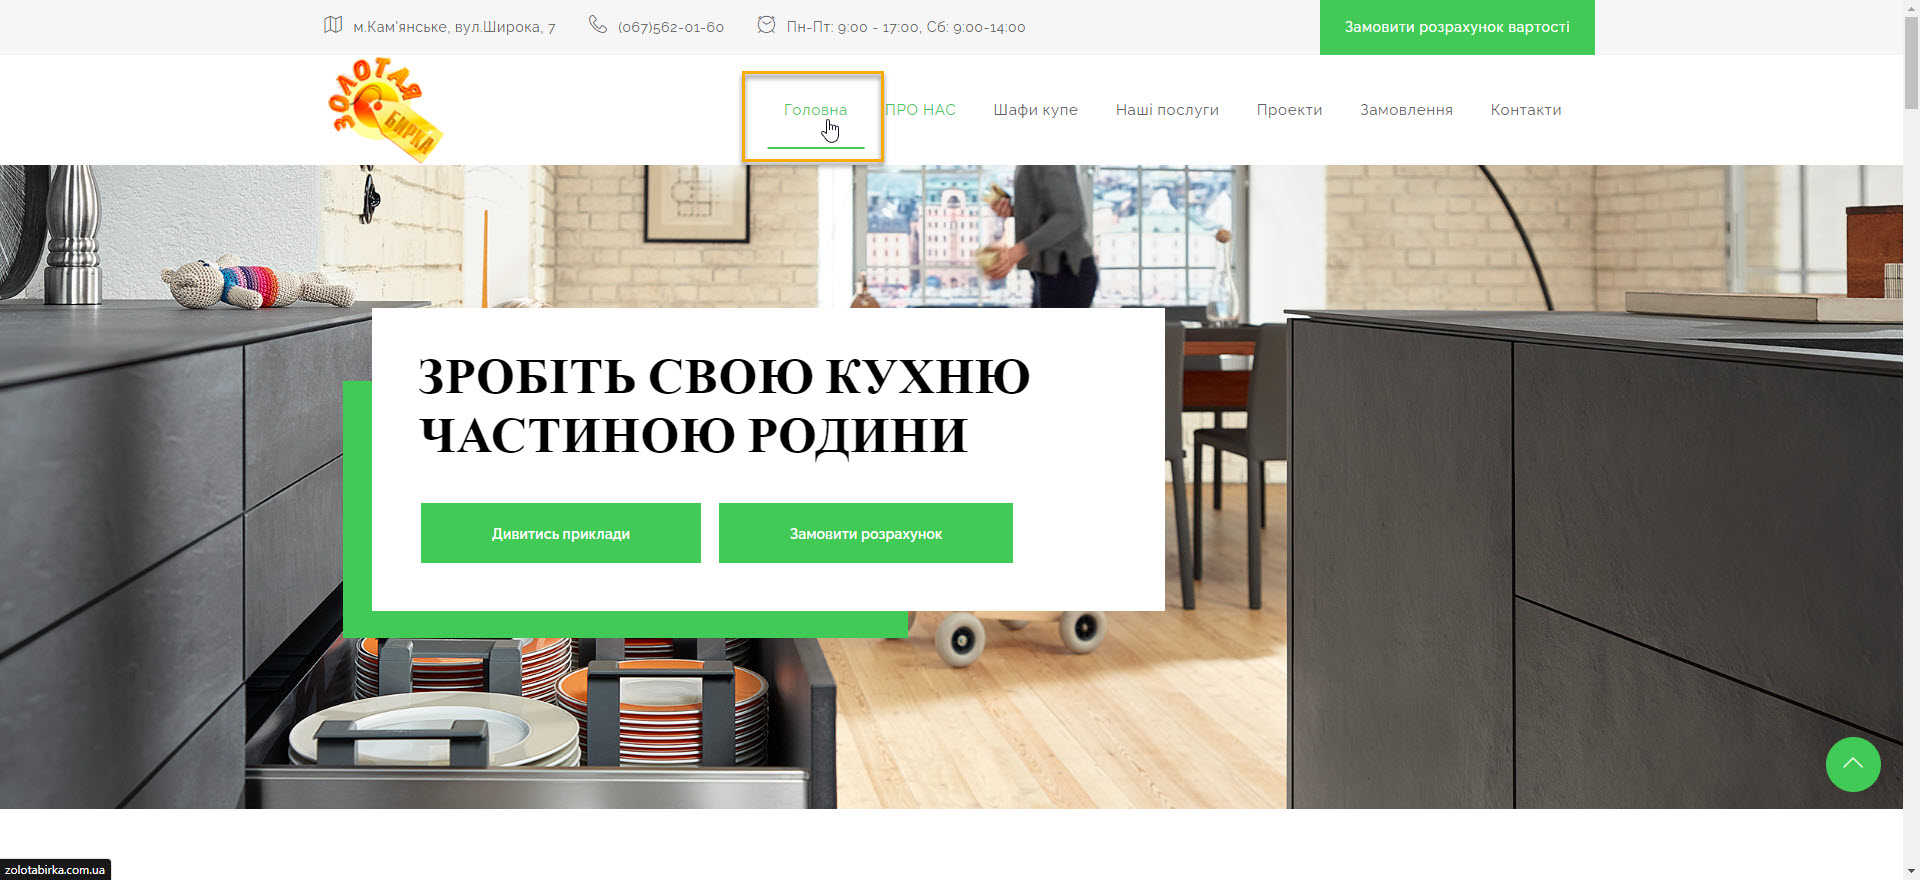 м.Кам'янське, вул.Широка, 7
(067)562-01-60
Пн-Пт: 9:00 - 17:00, Сб: 9:00-14:00
Замовити розрахунок вартості
ЗОЛОТАЯ
БИРКА
Головна
ПРО НАС
Шафи купе
Наші послуги
Проекти
Замовлення
Контакти
ЗРОБІТЬ СВОЮ КУХНЮ
ЧАСТИНОЮ РОДИНИ
Дивитись приклади
Замовити розрахунок
zolotabirka.com.ua